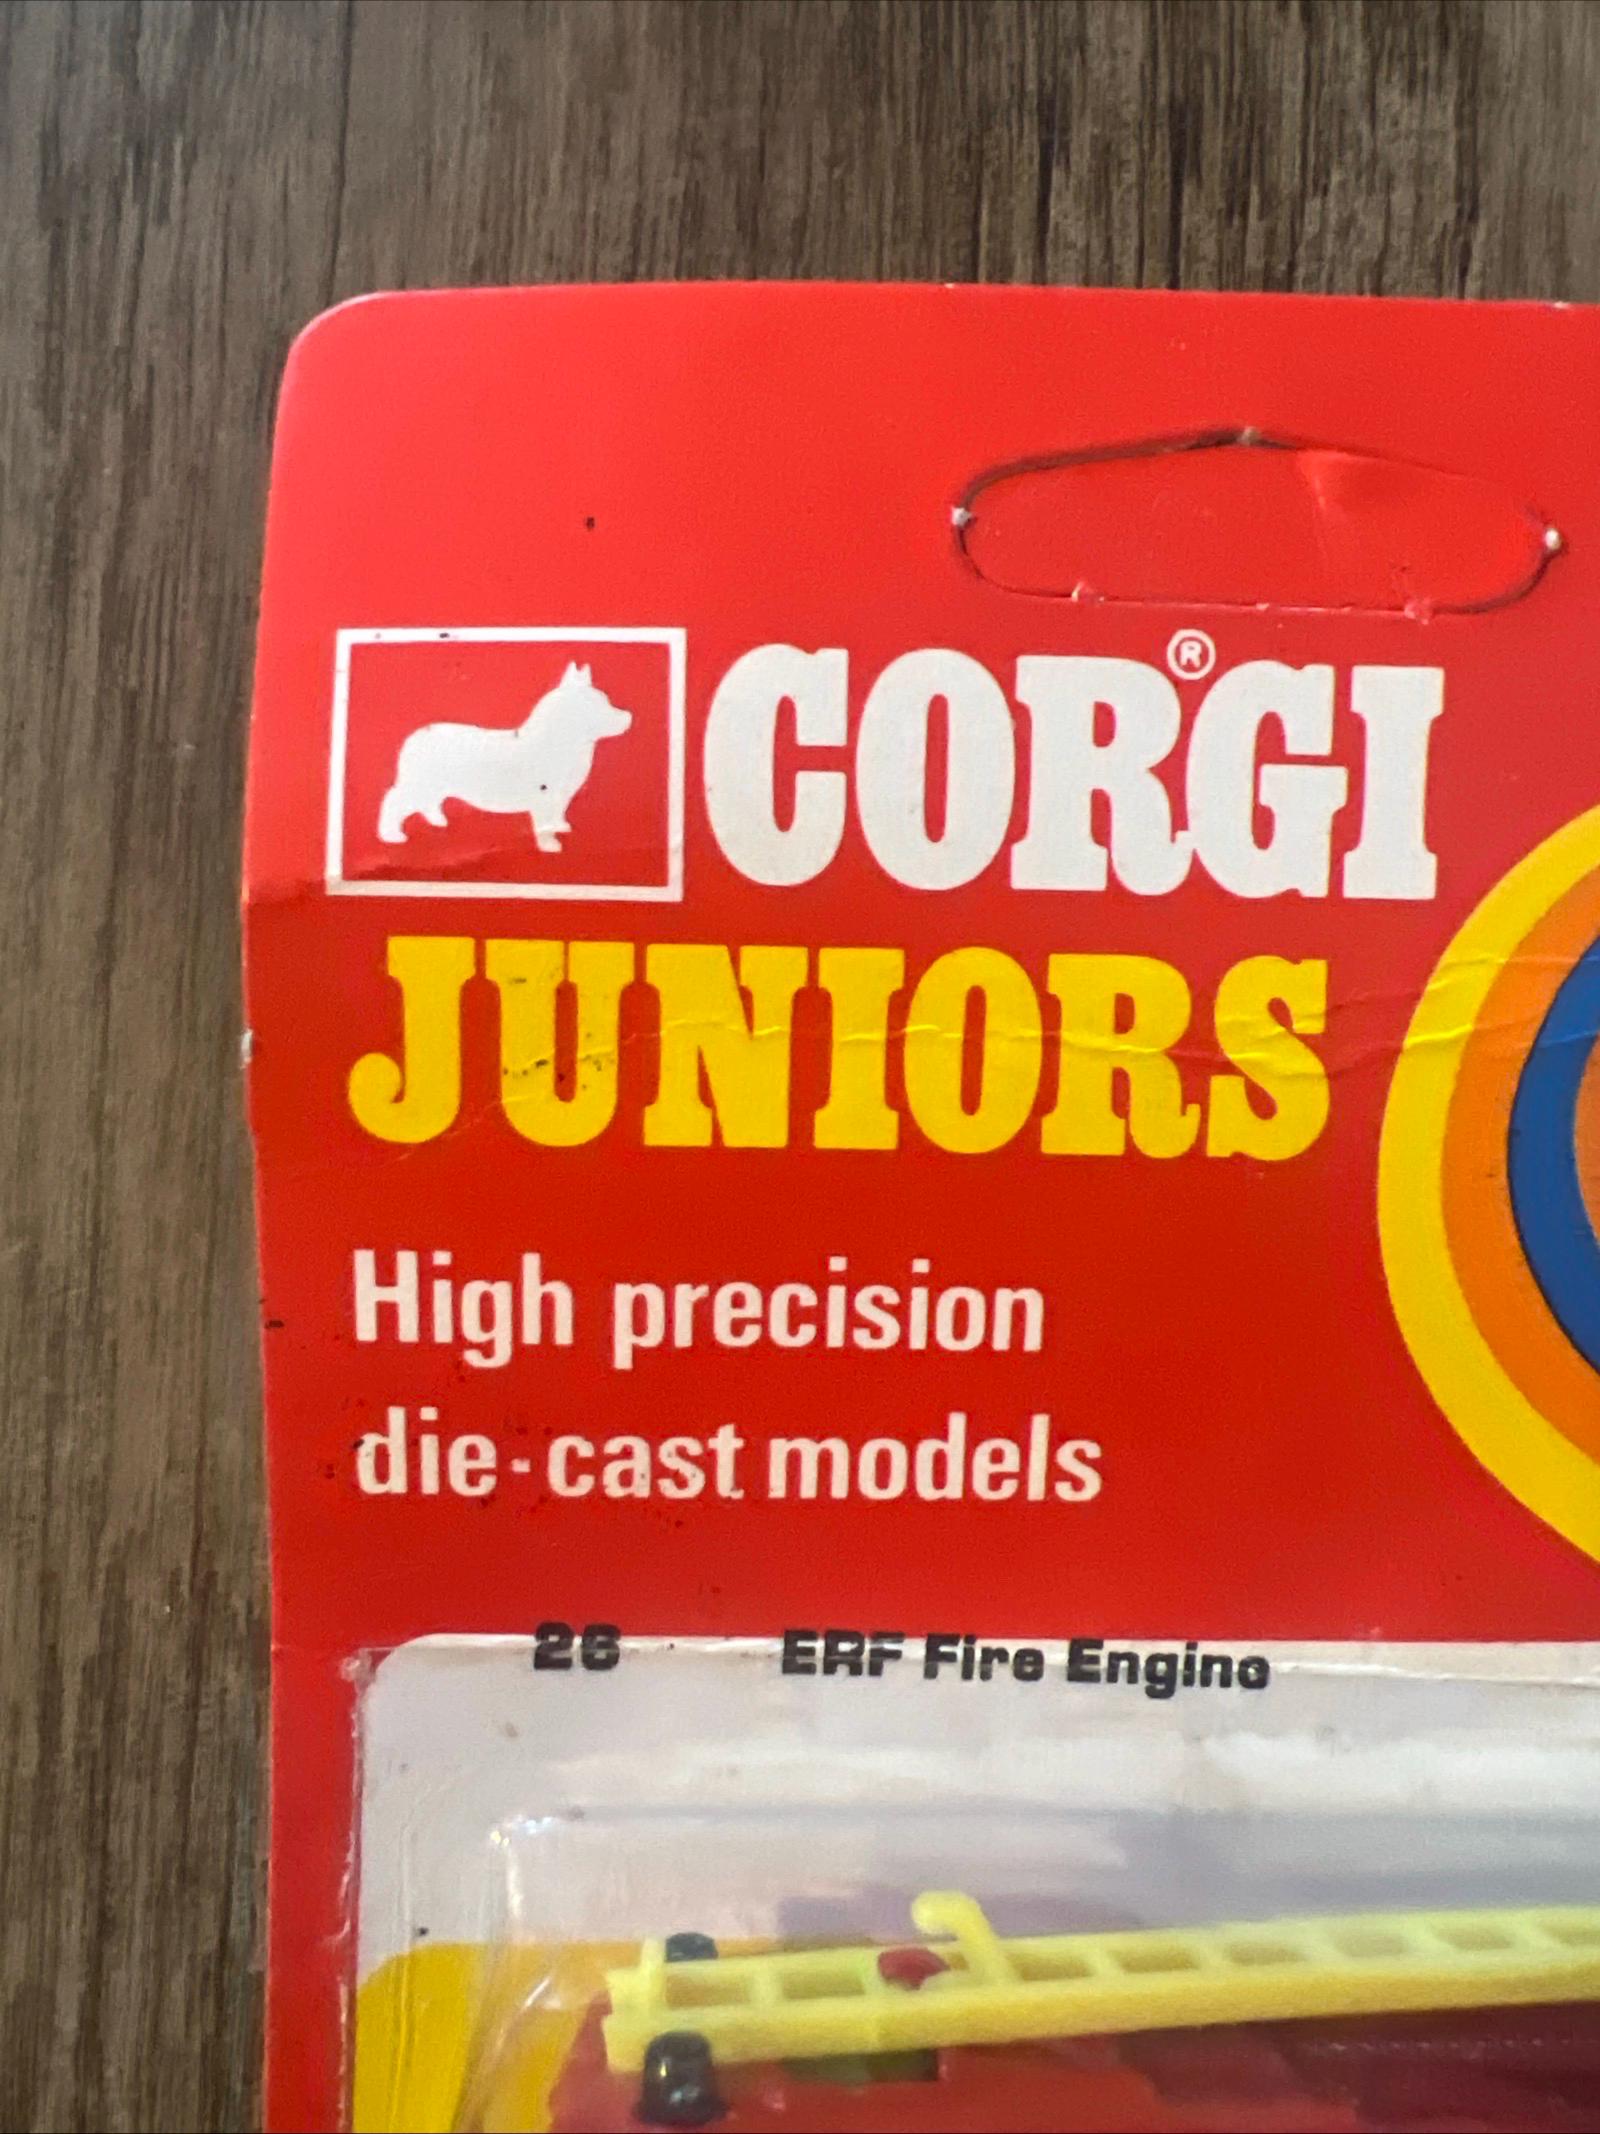 CORGI®
JUNIORS
High precision
die-cast models
26 ERF Fire Engine